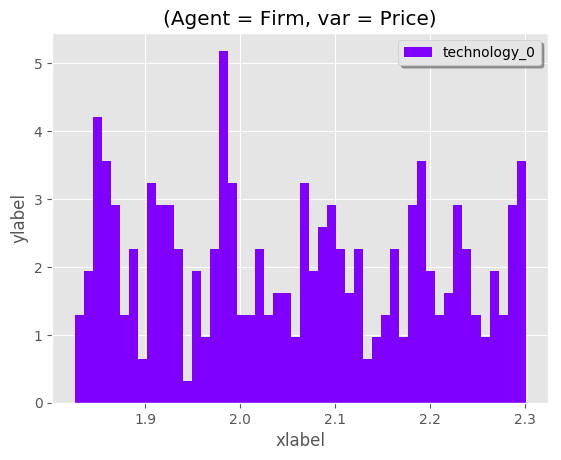 (Agent = Firm, var = Price)
technology_0
ylabel
5
4
3
2
1
0
1.9 2.0 2.1 2.2 2.3
xlabel